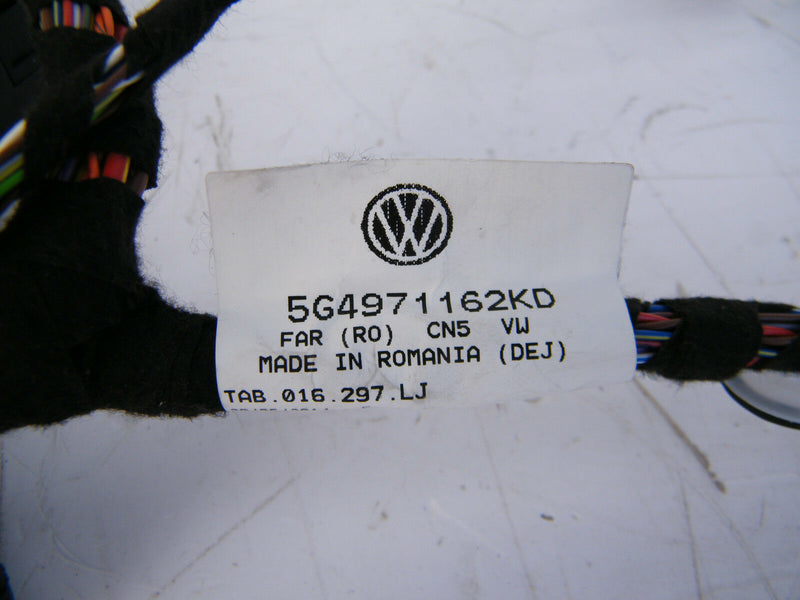 5G4971162KD
FAR (RO) CN5 VW
MADE IN ROMANIA (DEJ)
TAB.016.297.LJ